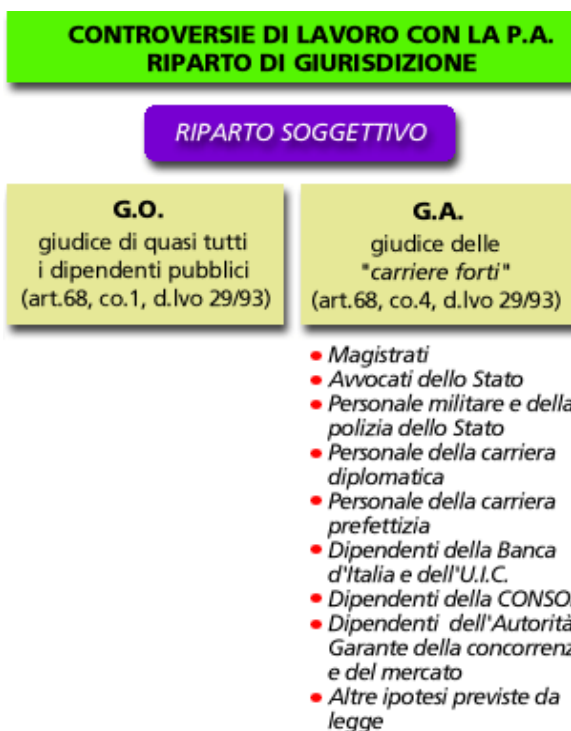 CONTROVERSIE DI LAVORO CON LA P.A.
RIPARTO DI GIURISDIZIONE
RIPARTO SOGGETTIVO
G.O.
giudice di quasi tutti
i dipendenti pubblici
(art.68, co.1, d.lvo 29/93)
G.A.
giudice delle
"carriere forti"
(art.68, co.4, d.lvo 29/93)
Magistrati
Avvocati dello Stato
Personale militare e della
polizia dello Stato
Personale della carriera
diplomatica
Personale della carriera
prefettizia
Dipendenti della Banca
d'Italia e dell'U.I.C.
Dipendenti della
Dipendenti dell'Autorità
Garante della
e del mercato
Altre ipotesi previste da
legge